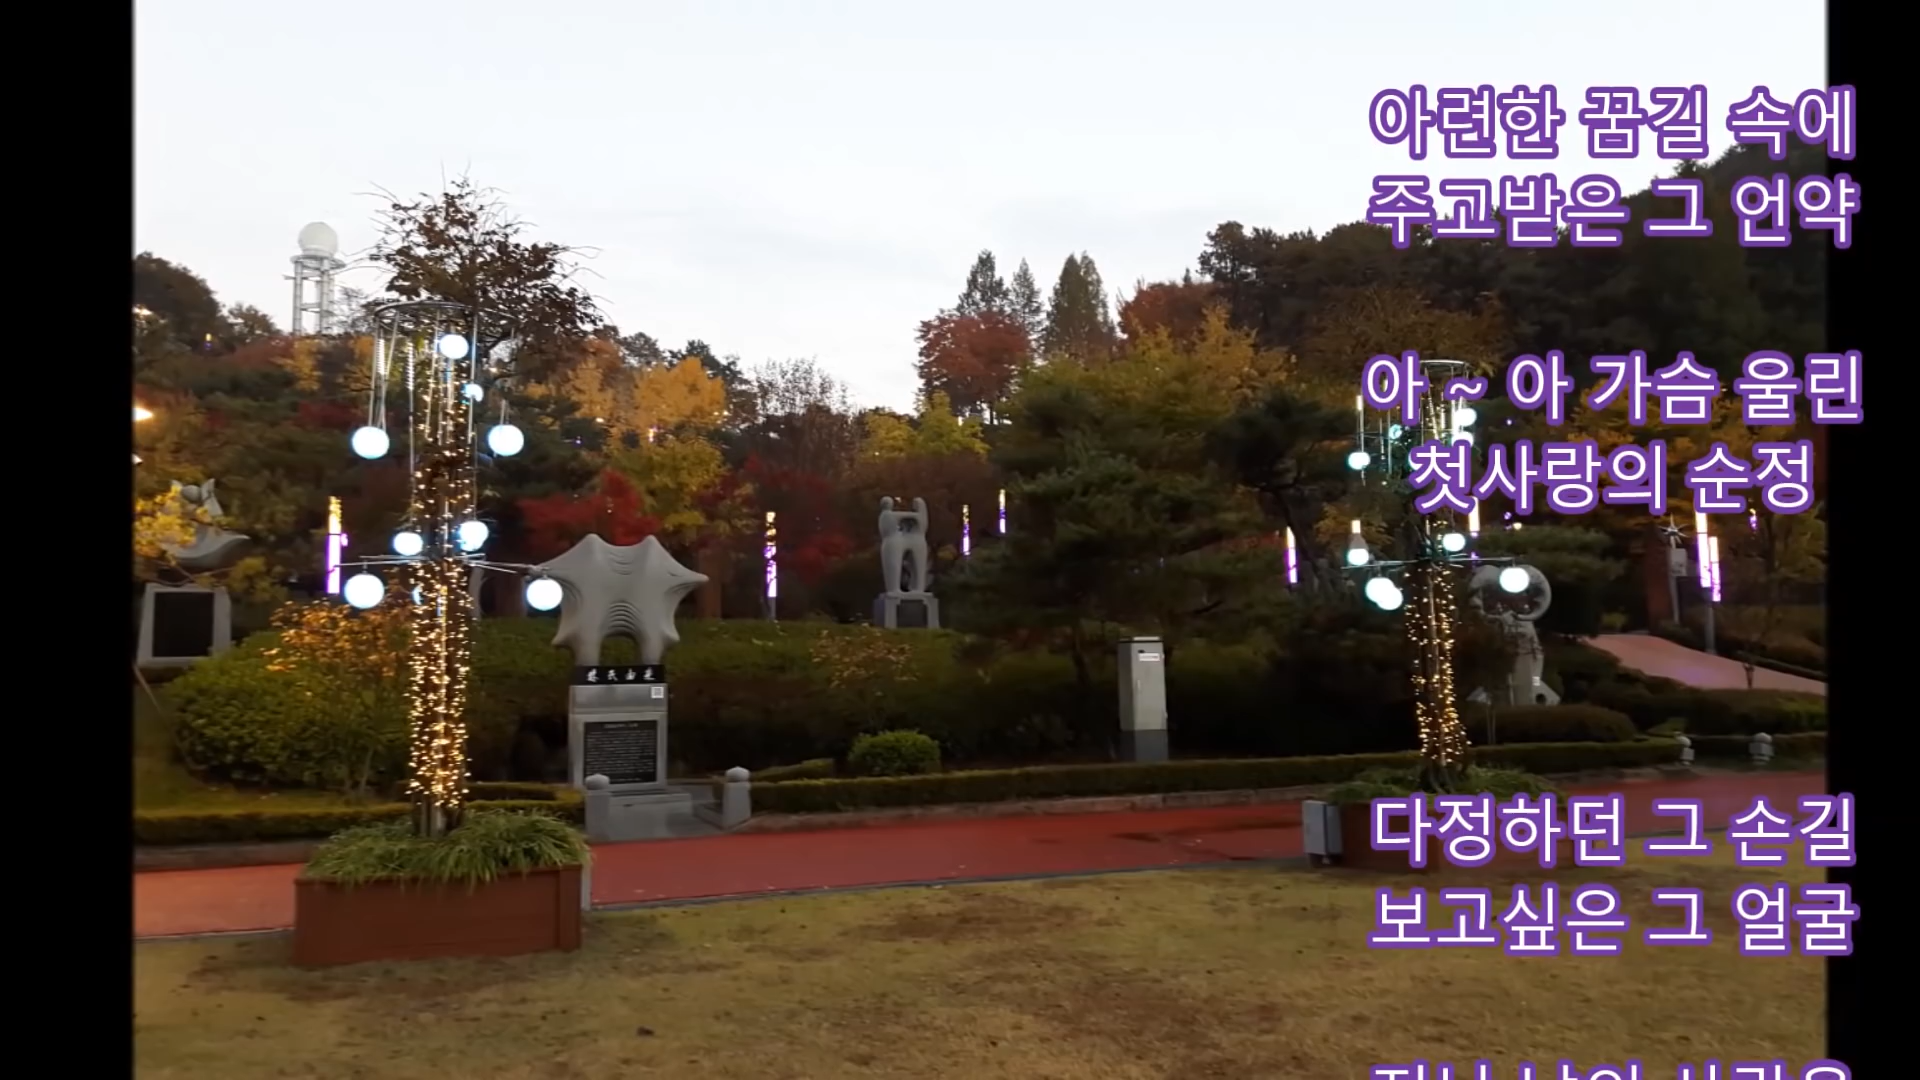 아련한 꿈길 속에
주고받은 그 언약
아 ~ 아 가슴 울린
첫사랑의 순정
다정하던 그 손길
보고싶은 그 얼굴